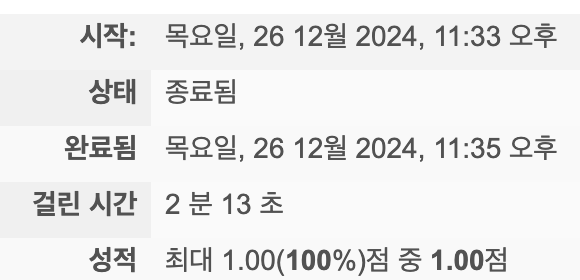 시작: 목요일, 26 12월 2024, 11:33 오후
상태 종료됨
완료됨 목요일, 26 12월 2024, 11:35 오후
걸린 시간 2 분 13 초
성적 최대 1.00(100%)점 중 1.00점